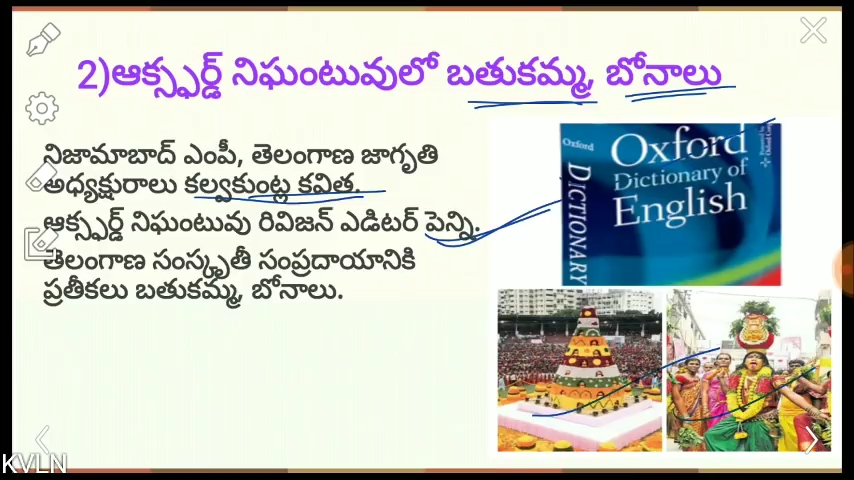 2)ఆక్స్ఫర్డ్ నిఘంటువులో బతుకమ్మ, బోనాలు
నిజామాబాద్ ఎంపీ, తెలంగాణ జాగృతి
అధ్యక్షురాలు కల్వకుంట్ల కవిత.
ఆక్స్ఫర్డ్ నిఘంటువు రివిజన్ ఎడిటర్ పెన్ని.
తెలంగాణ సంస్కృతీ సంప్రదాయానికి
ప్రతీకలు బతుకమ్మ, బోనాలు.
Oxford
DICTIONARY
Oxford
Dictionary of
English
KVLN